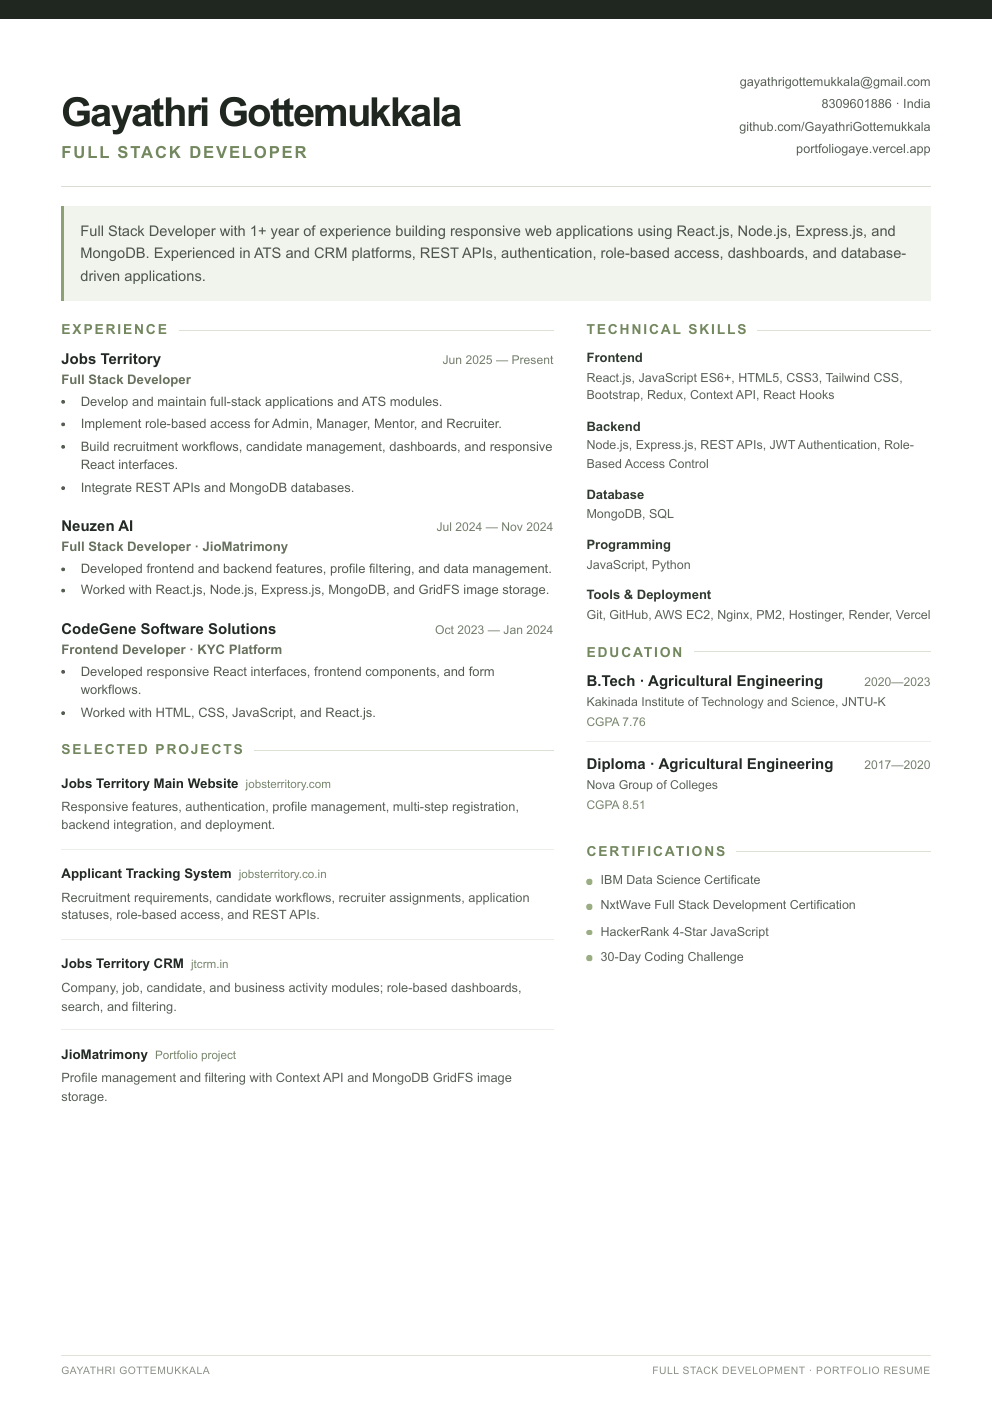 Gayathri Gottemukkala
FULL STACK DEVELOPER
gayathrigottemukkala@gmail.com
8309601886 · India
github.com/GayathriGottemukkala
portfoliogaye.vercel.app
Full Stack Developer with 1+ year of experience building responsive web applications using React.js, Node.js, Express.js, and
MongoDB. Experienced in ATS and CRM platforms, REST APIs, authentication, role-based access, dashboards, and database-
driven applications.
EXPERIENCE
Jobs Territory Jun 2025 — Present
Full Stack Developer
• Develop and maintain full-stack applications and ATS modules.
• Implement role-based access for Admin, Manager, Mentor, and Recruiter.
• Build recruitment workflows, candidate management, dashboards, and responsive
React interfaces.
• Integrate REST APIs and MongoDB databases.
Neuzen AI Jul 2024 — Nov 2024
Full Stack Developer · JioMatrimony
• Developed frontend and backend features, profile filtering, and data management.
• Worked with React.js, Node.js, Express.js, MongoDB, and GridFS image storage.
CodeGene Software Solutions Oct 2023 — Jan 2024
Frontend Developer · KYC Platform
• Developed responsive React interfaces, frontend components, and form
workflows.
• Worked with HTML, CSS, JavaScript, and React.js.
SELECTED PROJECTS
Jobs Territory Main Website jobsterritory.com
Responsive features, authentication, profile management, multi-step registration,
backend integration, and deployment.
Applicant Tracking System jobsterritory.co.in
Recruitment requirements, candidate workflows, recruiter assignments, application
statuses, role-based access, and REST APIs.
Jobs Territory CRM jtcrm.in
Company, job, candidate, and business activity modules; role-based dashboards,
search, and filtering.
JioMatrimony Portfolio project
Profile management and filtering with Context API and MongoDB GridFS image
storage.
TECHNICAL SKILLS
Frontend
React.js, JavaScript ES6+, HTML5, CSS3, Tailwind CSS,
Bootstrap, Redux, Context API, React Hooks
Backend
Node.js, Express.js, REST APIs, JWT Authentication, Role-
Based Access Control
Database
MongoDB, SQL
Programming
JavaScript, Python
Tools & Deployment
Git, GitHub, AWS EC2, Nginx, PM2, Hostinger, Render, Vercel
EDUCATION
B.Tech · Agricultural Engineering 2020—2023
Kakinada Institute of Technology and Science, JNTU-K
CGPA 7.76
Diploma · Agricultural Engineering 2017—2020
Nova Group of Colleges
CGPA 8.51
CERTIFICATIONS
• IBM Data Science Certificate
• NxtWave Full Stack Development Certification
• HackerRank 4-Star JavaScript
• 30-Day Coding Challenge
GAYATHRI GOTTEMUKKALA
FULL STACK DEVELOPMENT · PORTFOLIO RESUME